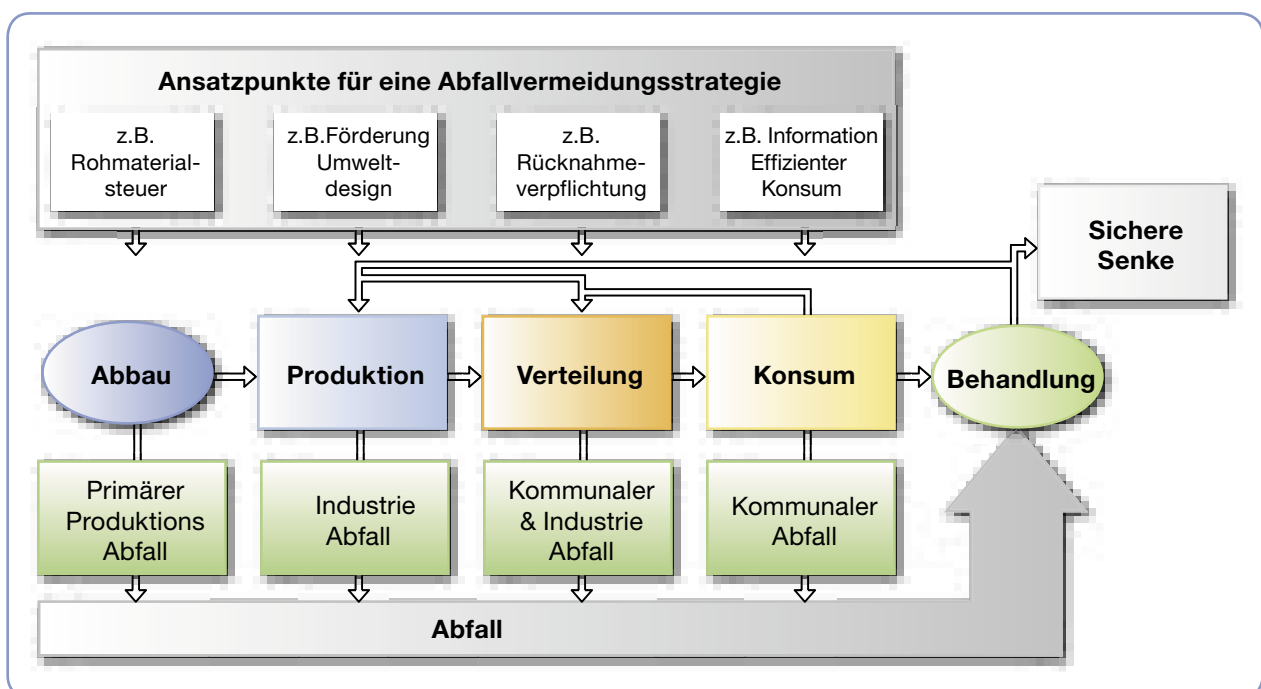 Ansatzpunkte für eine Abfallvermeidungsstrategie
z.B.
Rohmaterial-
steuer
z.B.Förderung
Umwelt-
design
z.B.
Rücknahme-
verpflichtung
z.B. Information
Effizienter
Konsum
Sichere
Senke
Abbau
Produktion
Verteilung
Konsum
Behandlung
Primärer
Produktions
Abfall
Industrie
Abfall
Kommunaler
& Industrie
Abfall
Kommunaler
Abfall
Abfall